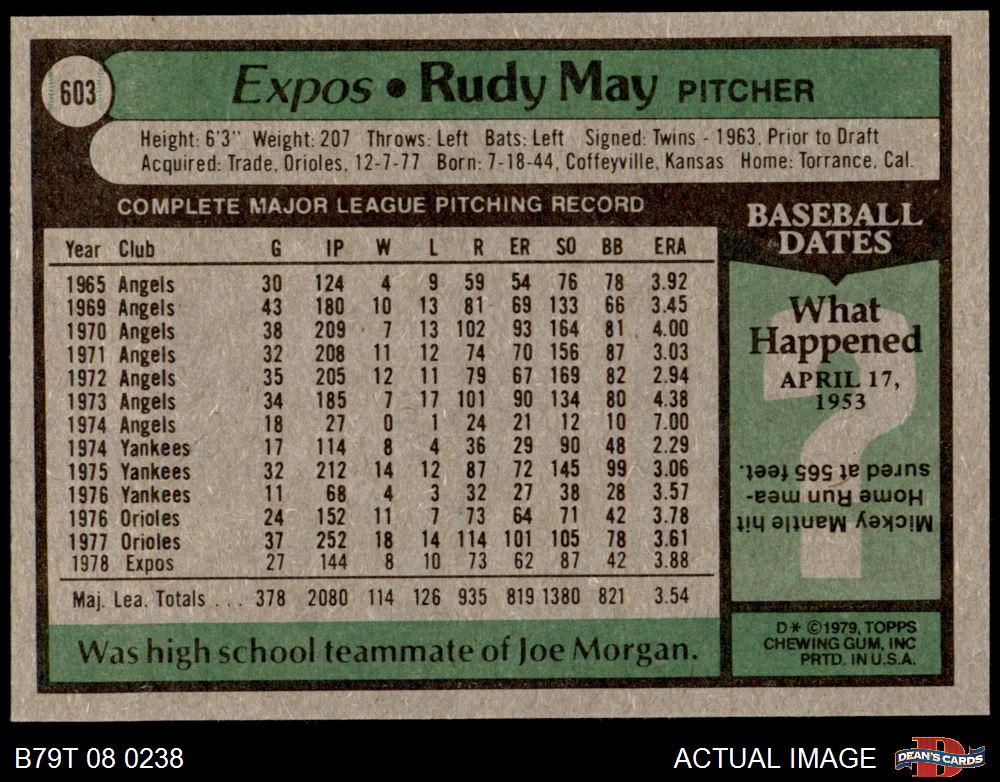 603
Expos • Rudy May PITCHER
Height: 6'3" Weight: 207 Throws: Left Bats: Left Signed: Twins - 1963, Prior to Draft
Acquired: Trade, Orioles, 12-7-77 Born: 7-18-44, Coffeyville, Kansas Home: Torrance, Cal.
COMPLETE MAJOR LEAGUE PITCHING RECORD
Year Club G IP W L R ER SO BB ERA
1965 Angels 30 124 4 9 59 54 76 78 3.92
1969 Angels 43 180 10 13 81 69 133 66 3.45
1970 Angels 38 209 7 13 102 93 164 81 4.00
1971 Angels 32 208 11 12 74 70 156 87 3.03
1972 Angels 35 205 12 11 79 67 169 82 2.94
1973 Angels 34 185 7 17 101 90 134 80 4.38
1974 Angels 18 27 0 1 24 21 12 10 7.00
1974 Yankees 17 114 8 4 36 29 90 48 2.29
1975 Yankees 32 212 14 12 87 72 145 99 3.06
1976 Yankees 11 68 4 3 32 27 38 28 3.57
1976 Orioles 24 152 11 7 73 64 71 42 3.78
1977 Orioles 37 252 18 14 114 101 105 78 3.61
1978 Expos 27 144 8 10 73 62 87 42 3.88
Maj. Lea. Totals . . . 378 2080 114 126 935 819 1380 821 3.54
Was high school teammate of Joe Morgan.
BASEBALL
DATES
What
Happened
APRIL 17,
1953
?
Mickey Mantle hit
Home Run mea-
sured at 565 feet.
D* ©1979, TOPPS
CHEWING GUM, INC
PRTD. IN U.S.A.
B79T 08 0238
ACTUAL IMAGE
D
DEAN'S CARDS